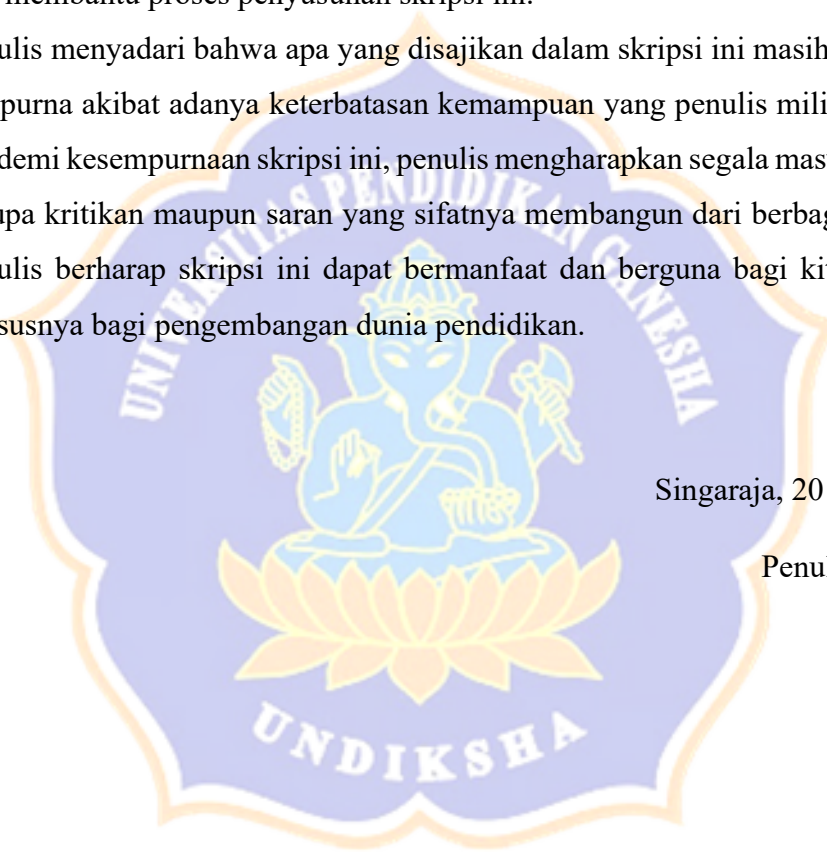 membantu proses penyusunan skripsi ini.
ulis menyadari bahwa apa yang disajikan dalam skripsi ini masih
purna akibat adanya keterbatasan kemampuan yang penulis mili
demi kesempurnaan skripsi ini, penulis mengharapkan segala mas
upa kritikan maupun saran yang sifatnya membangun dari berbag
ulis berharap skripsi ini dapat bermanfaat dan berguna bagi ki
susnya bagi pengembangan dunia pendidikan.
UNIVERSITAS PENDIDIKAN GANESHA
Singaraja, 20
Penul
UNDIKSHA